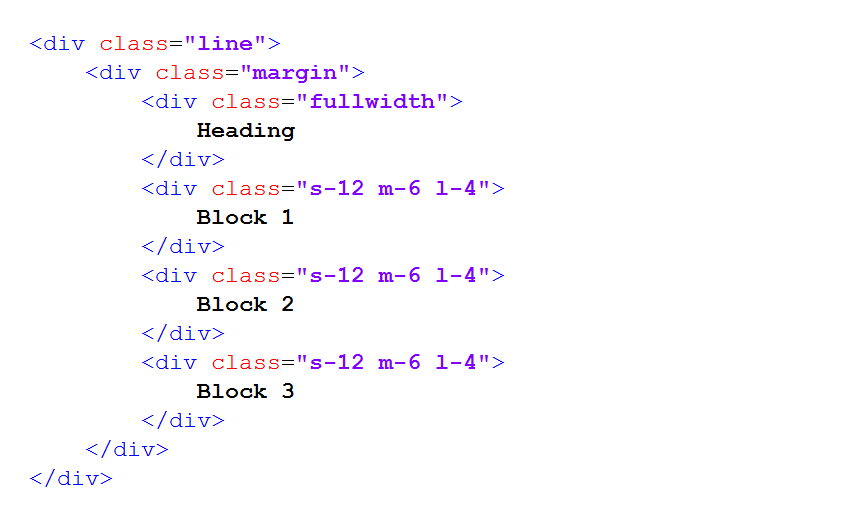 <div class="line">
<div class="margin">
<div class="fullwidth">
Heading
</div>
<div class="s-12 m-6 l-4">
Block 1
</div>
<div class="s-12 m-6 l-4">
Block 2
</div>
<div class="s-12 m-6 l-4">
Block 3
</div>
</div>
</div>